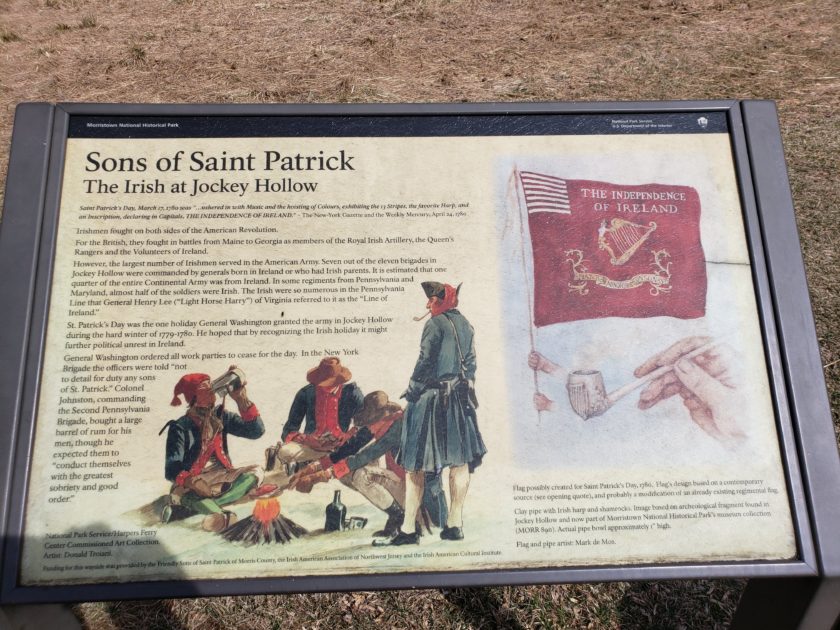 Morristown National Historical Park
National Park Service
U.S. Department of the Interior
Sons of Saint Patrick
The Irish at Jockey Hollow
Saint Patrick's Day, March 17, 1780 was "...ushered in with Music and the hoisting of Colours, exhibiting the 13 Stripes, the favorite Harp, and
an Inscription, declaring in Capitals, THE INDEPENDENCE OF IRELAND." – The New-York Gazette and the Weekly Mercury, April 24, 1780
Irishmen fought on both sides of the American Revolution.
For the British, they fought in battles from Maine to Georgia as members of the Royal Irish Artillery, the Queen's
Rangers and the Volunteers of Ireland.
However, the largest number of Irishmen served in the American Army. Seven out of the eleven brigades in
Jockey Hollow were commanded by generals born in Ireland or who had Irish parents. It is estimated that one
quarter of the entire Continental Army was from Ireland. In some regiments from Pennsylvania and
Maryland, almost half of the soldiers were Irish. The Irish were so numerous in the Pennsylvania
Line that General Henry Lee ("Light Horse Harry") of Virginia referred to it as the "Line of
Ireland."
St. Patrick's Day was the one holiday General Washington granted the army in Jockey Hollow
during the hard winter of 1779-1780. He hoped that by recognizing the Irish holiday it might
further political unrest in Ireland.
General Washington ordered all work parties to cease for the day. In the New York
Brigade the officers were told "not
to detail for duty any sons
of St. Patrick." Colonel
Johnston, commanding
the Second Pennsylvania
Brigade, bought a large
barrel of rum for his
men, though he
expected them to
"conduct themselves
with the greatest
sobriety and good
order."
National Park Service/Harpers Ferry
Center Commissioned Art Collection.
Artist: Donald Troiani.
Funding for this wayside was provided by the Friendly Sons of Saint Patrick of Morris County, the Irish American Association of Northwest Jersey and the Irish American Cultural Institute.
THE INDEPENDENCE
OF IRELAND
Flag possibly created for Saint Patrick's Day, 1780. Flag's design based on a contemporary
source (see opening quote), and probably a modification of an already existing regimental flag.
Clay pipe with Irish harp and shamrocks. Image based on archeological fragment found in
Jockey Hollow and now part of Morristown National Historical Park's museum collection
(MORR 890). Actual pipe bowl approximately 1" high.
Flag and pipe artist: Mark de Mos.